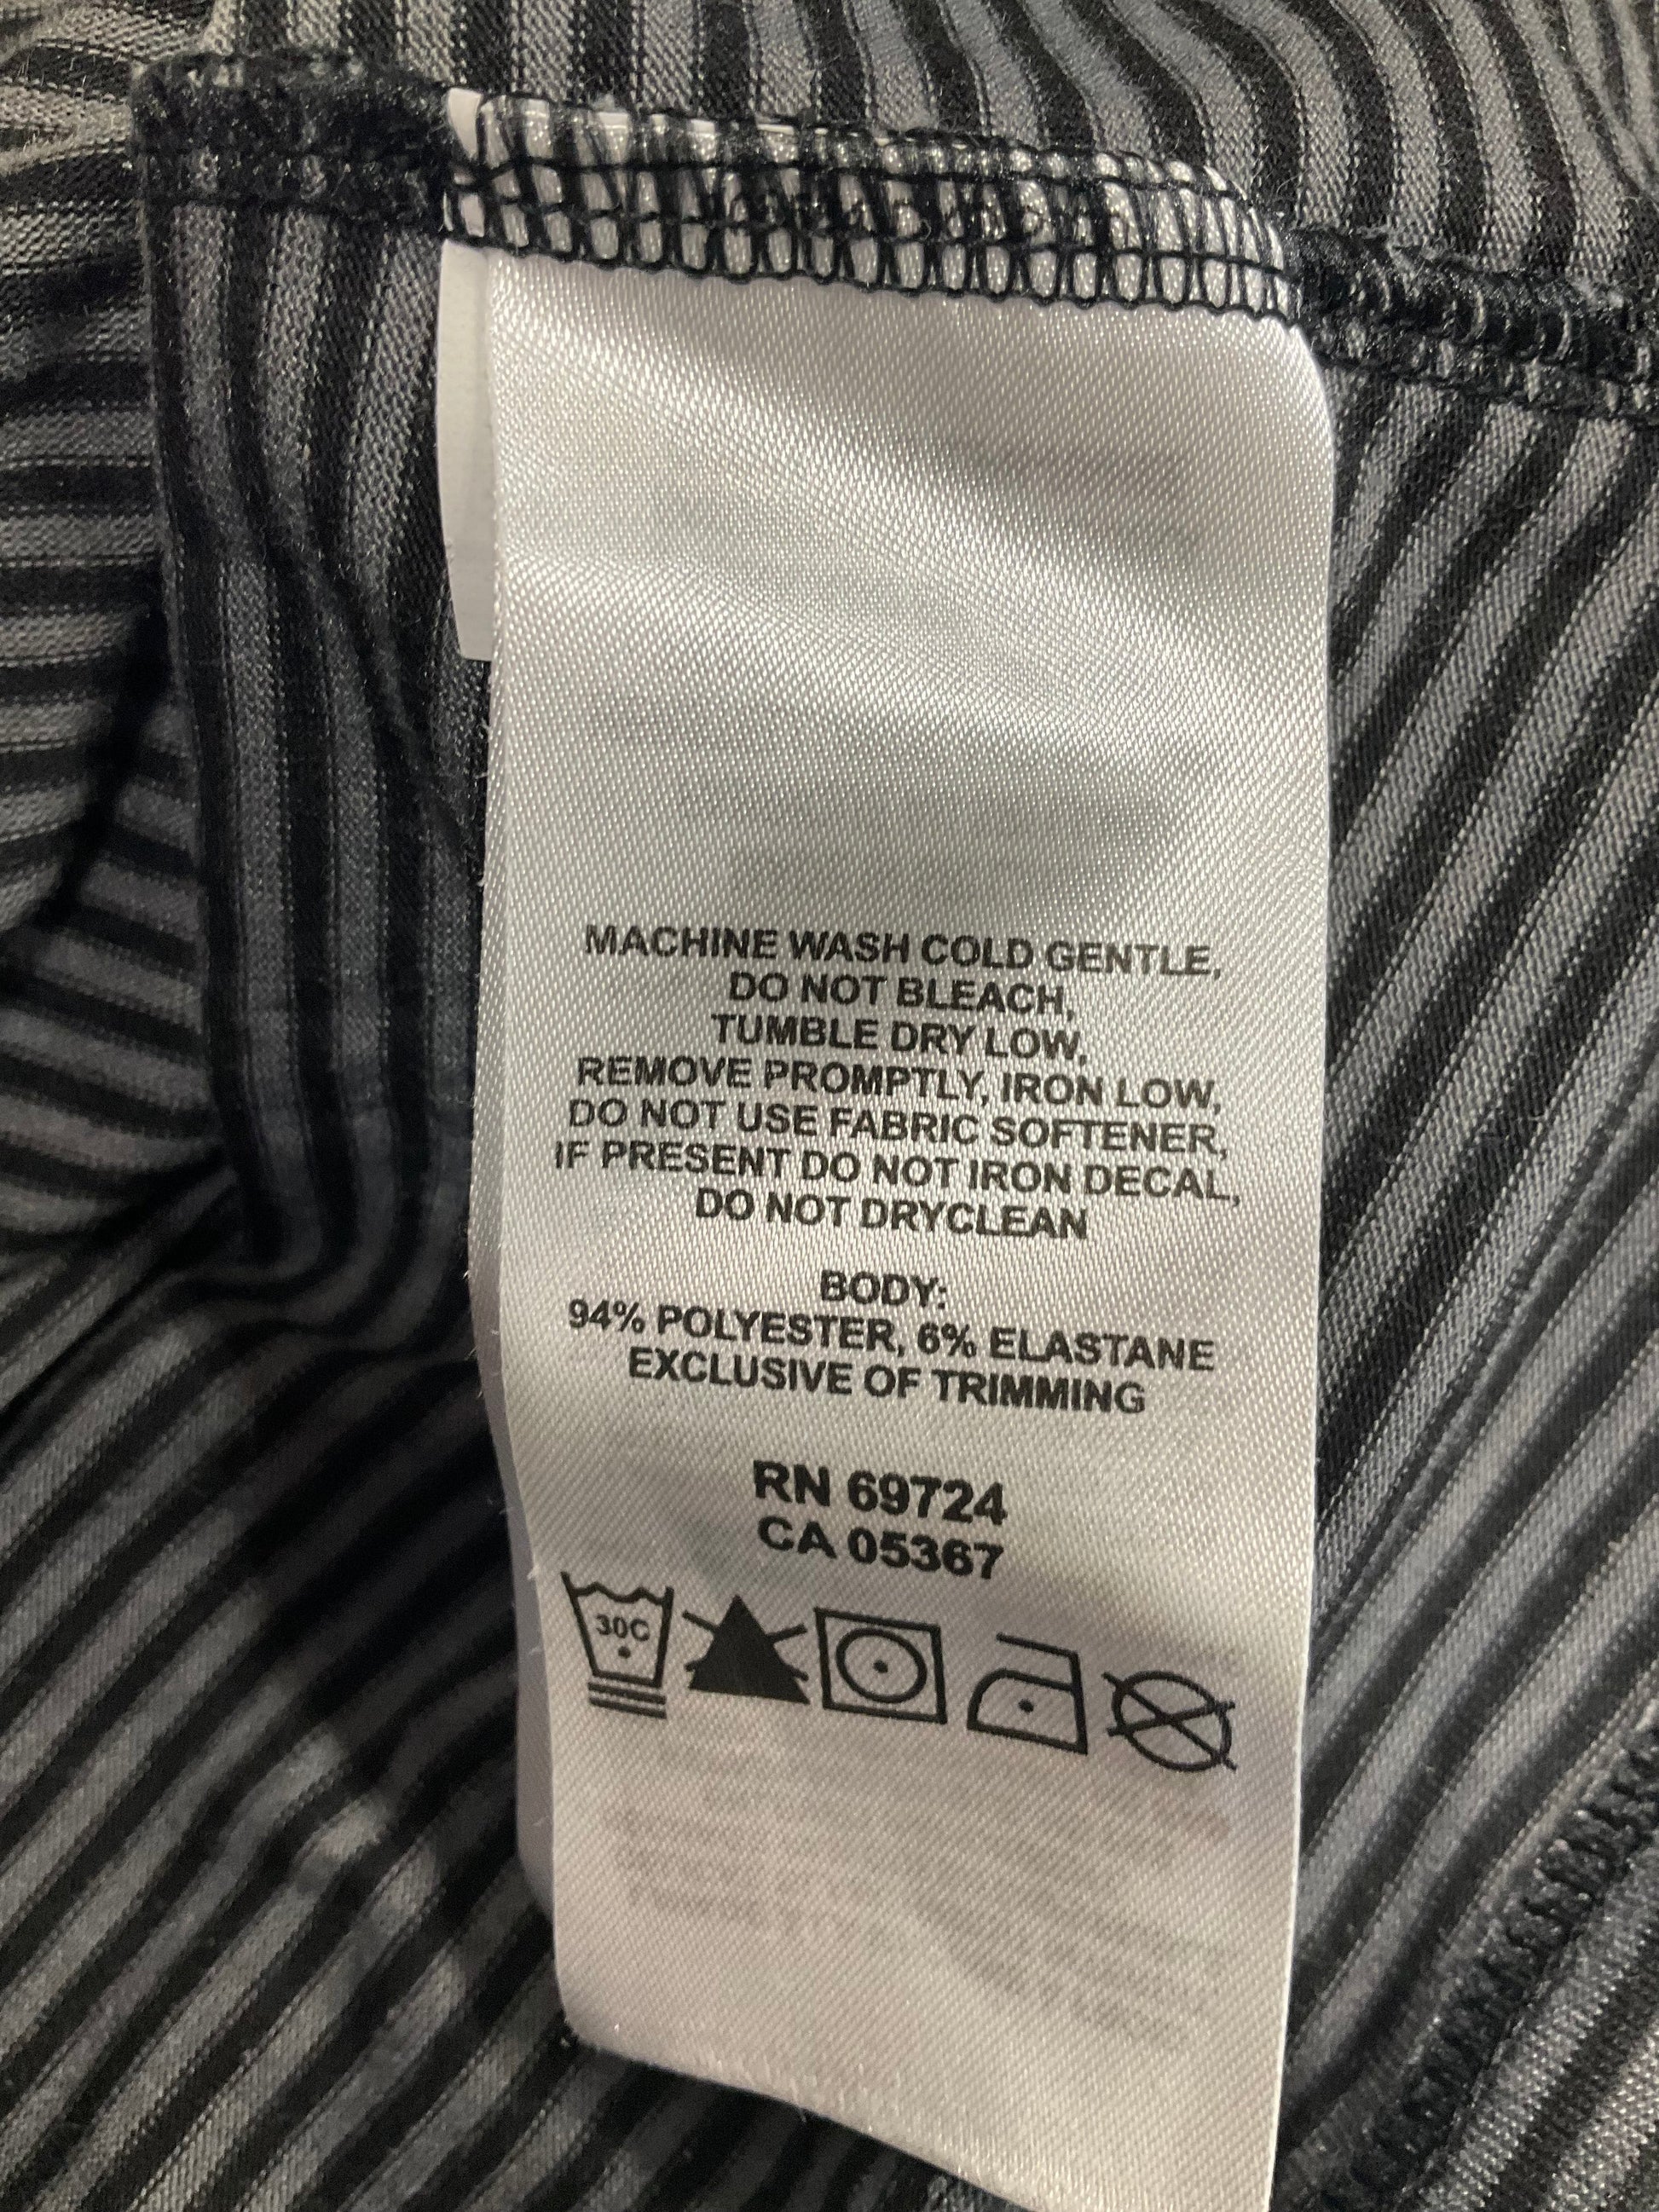 MACHINE WASH COLD GENTLE,
DO NOT BLEACH,
TUMBLE DRY LOW,
REMOVE PROMPTLY, IRON LOW,
DO NOT USE FABRIC SOFTENER,
IF PRESENT DO NOT IRON DECAL,
DO NOT DRYCLEAN
BODY:
94% POLYESTER, 6% ELASTANE
EXCLUSIVE OF TRIMMING
RN 69724
CA 05367
30C